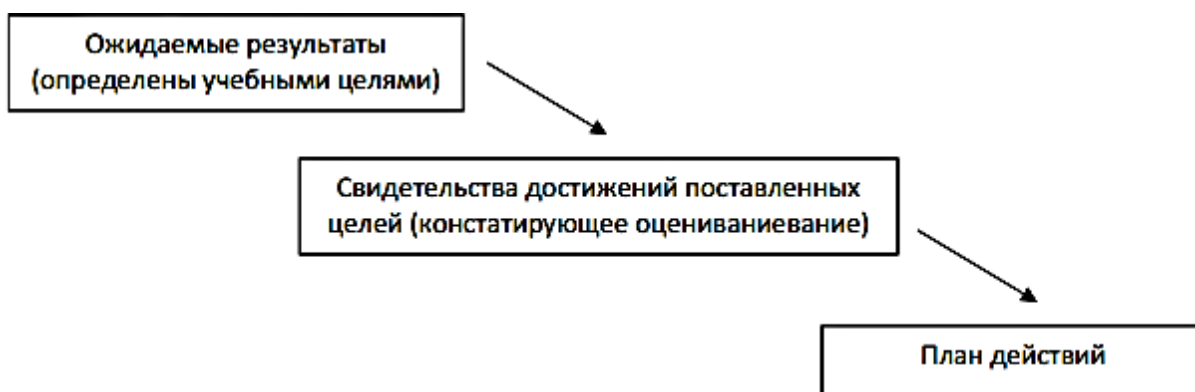 Ожидаемые результаты
(определены учебными целями)
Свидетельства достижений поставленных
целей (констатирующее оцениваниевание)
План действий